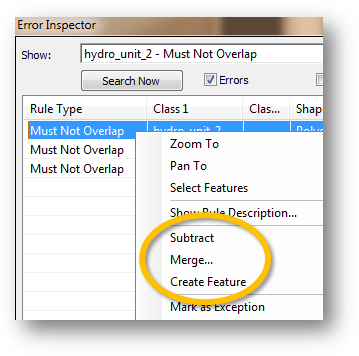 Error Inspector
Show: hydro_unit_2 - Must Not Overlap
Search Now Errors
Rule Type Class 1 Clas... Shap
Must Not Overlap hydro_unit_2
Must Not Overlap
Must Not Overlap
Zoom To
Pan To
Select Features
Show Rule Description...
Subtract
Merge...
Create Feature
Mark as Exception